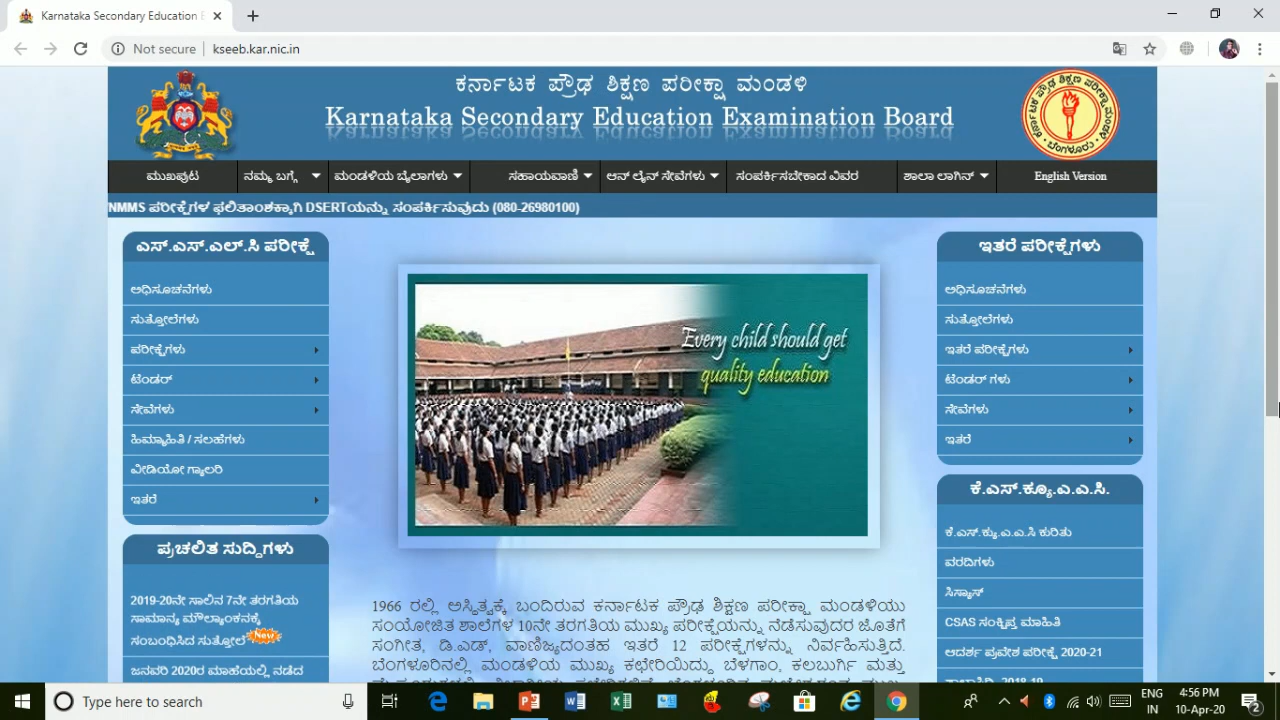 Karnataka Secondary Education E
Not secure
kseeb.kar.nic.in
ಕರ್ನಾಟಕ ಪ್ರೌಢ ಶಿಕ್ಷಣ ಪರೀಕ್ಷಾ ಮಂಡಳಿ
Karnataka Secondary Education Examination Board
ಮುಖಪುಟ ನಮ್ಮ ಬಗ್ಗೆ ಮಂಡಳಿಯ ಬೈಲಾಗಳು ಸಹಾಯವಾಣಿ ಆನ್ ಲೈನ್ ಸೇವೆಗಳು ಸಂಪರ್ಕಿಸಬೇಕಾದ ವಿವರ ಶಾಲಾ ಲಾಗಿನ್ English Version
NMMS ಪರೀಕ್ಷೆಗಳ ಫಲಿತಾಂಶಕ್ಕಾಗಿ DSERTಯನ್ನು ಸಂಪರ್ಕಿಸುವುದು (080-26980100)
ಎಸ್.ಎಸ್.ಎಲ್.ಸಿ ಪರೀಕ್ಷೆ
ಅಧಿಸೂಚನೆಗಳು
ಸುತ್ತೋಲೆಗಳು
ಪರೀಕ್ಷೆಗಳು
ಟೆಂಡರ್
ಸೇವೆಗಳು
ಹಿಮ್ಮಾಹಿತಿ / ಸಲಹೆಗಳು
ವೀಡಿಯೋ ಗ್ಯಾಲರಿ
ಇತರೆ
ಪ್ರಚಲಿತ ಸುದ್ದಿಗಳು
2019-20ನೇ ಸಾಲಿನ 7ನೇ ತರಗತಿಯ
ಸಾಮಾನ್ಯ ಮೌಲ್ಯಾಂಕನಕ್ಕೆ
ಸಂಬಂಧಿಸಿದ ಸುತ್ತೋಲೆ New
ಜನವರಿ 2020ರ ಮಾಹೆಯಲ್ಲಿ ನಡೆದ
Every child should get
quality education
1966 ರಲ್ಲಿ ಅಸ್ತಿತ್ವಕ್ಕೆ ಬಂದಿರುವ ಕರ್ನಾಟಕ ಪ್ರೌಢ ಶಿಕ್ಷಣ ಪರೀಕ್ಷಾ ಮಂಡಳಿಯು
ಸಂಯೋಜಿತ ಶಾಲೆಗಳ 10ನೇ ತರಗತಿಯ ಮುಖ್ಯ ಪರೀಕ್ಷೆಯನ್ನು ನೆಡೆಸುವುದರ ಜೊತೆಗೆ
ಸಂಗೀತ, ಡಿ.ಎಡ್, ವಾಣಿಜ್ಯದಂತಹ ಇತರೆ 12 ಪರೀಕ್ಷೆಗಳನ್ನು ನಿರ್ವಹಿಸುತ್ತಿದೆ.
ಬೆಂಗಳೂರಿನಲ್ಲಿ ಮಂಡಳಿಯ ಮುಖ್ಯ ಕಛೇರಿಯಿದ್ದು ಬೆಳಗಾಂ, ಕಲಬುರ್ಗಿ ಮತ್ತು
ಇತರೆ ಪರೀಕ್ಷೆಗಳು
ಅಧಿಸೂಚನೆಗಳು
ಸುತ್ತೋಲೆಗಳು
ಇತರೆ ಪರೀಕ್ಷೆಗಳು
ಟೆಂಡರ್ ಗಳು
ಸೇವೆಗಳು
ಇತರೆ
ಕೆ.ಎಸ್.ಕ್ಯೂ.ಎ.ಎ.ಸಿ.
ಕೆ.ಎಸ್.ಕ್ಯು.ಎ.ಎ.ಸಿ ಕುರಿತು
ವರದಿಗಳು
ಸಿಸ್ಯಾಸ್
CSAS ಸಂಕ್ಷಿಪ್ತ ಮಾಹಿತಿ
ಆದರ್ಶ ಪ್ರವೇಶ ಪರೀಕ್ಷೆ 2020-21
Type here to search
ENG
IN
4:56 PM
10-Apr-20
2